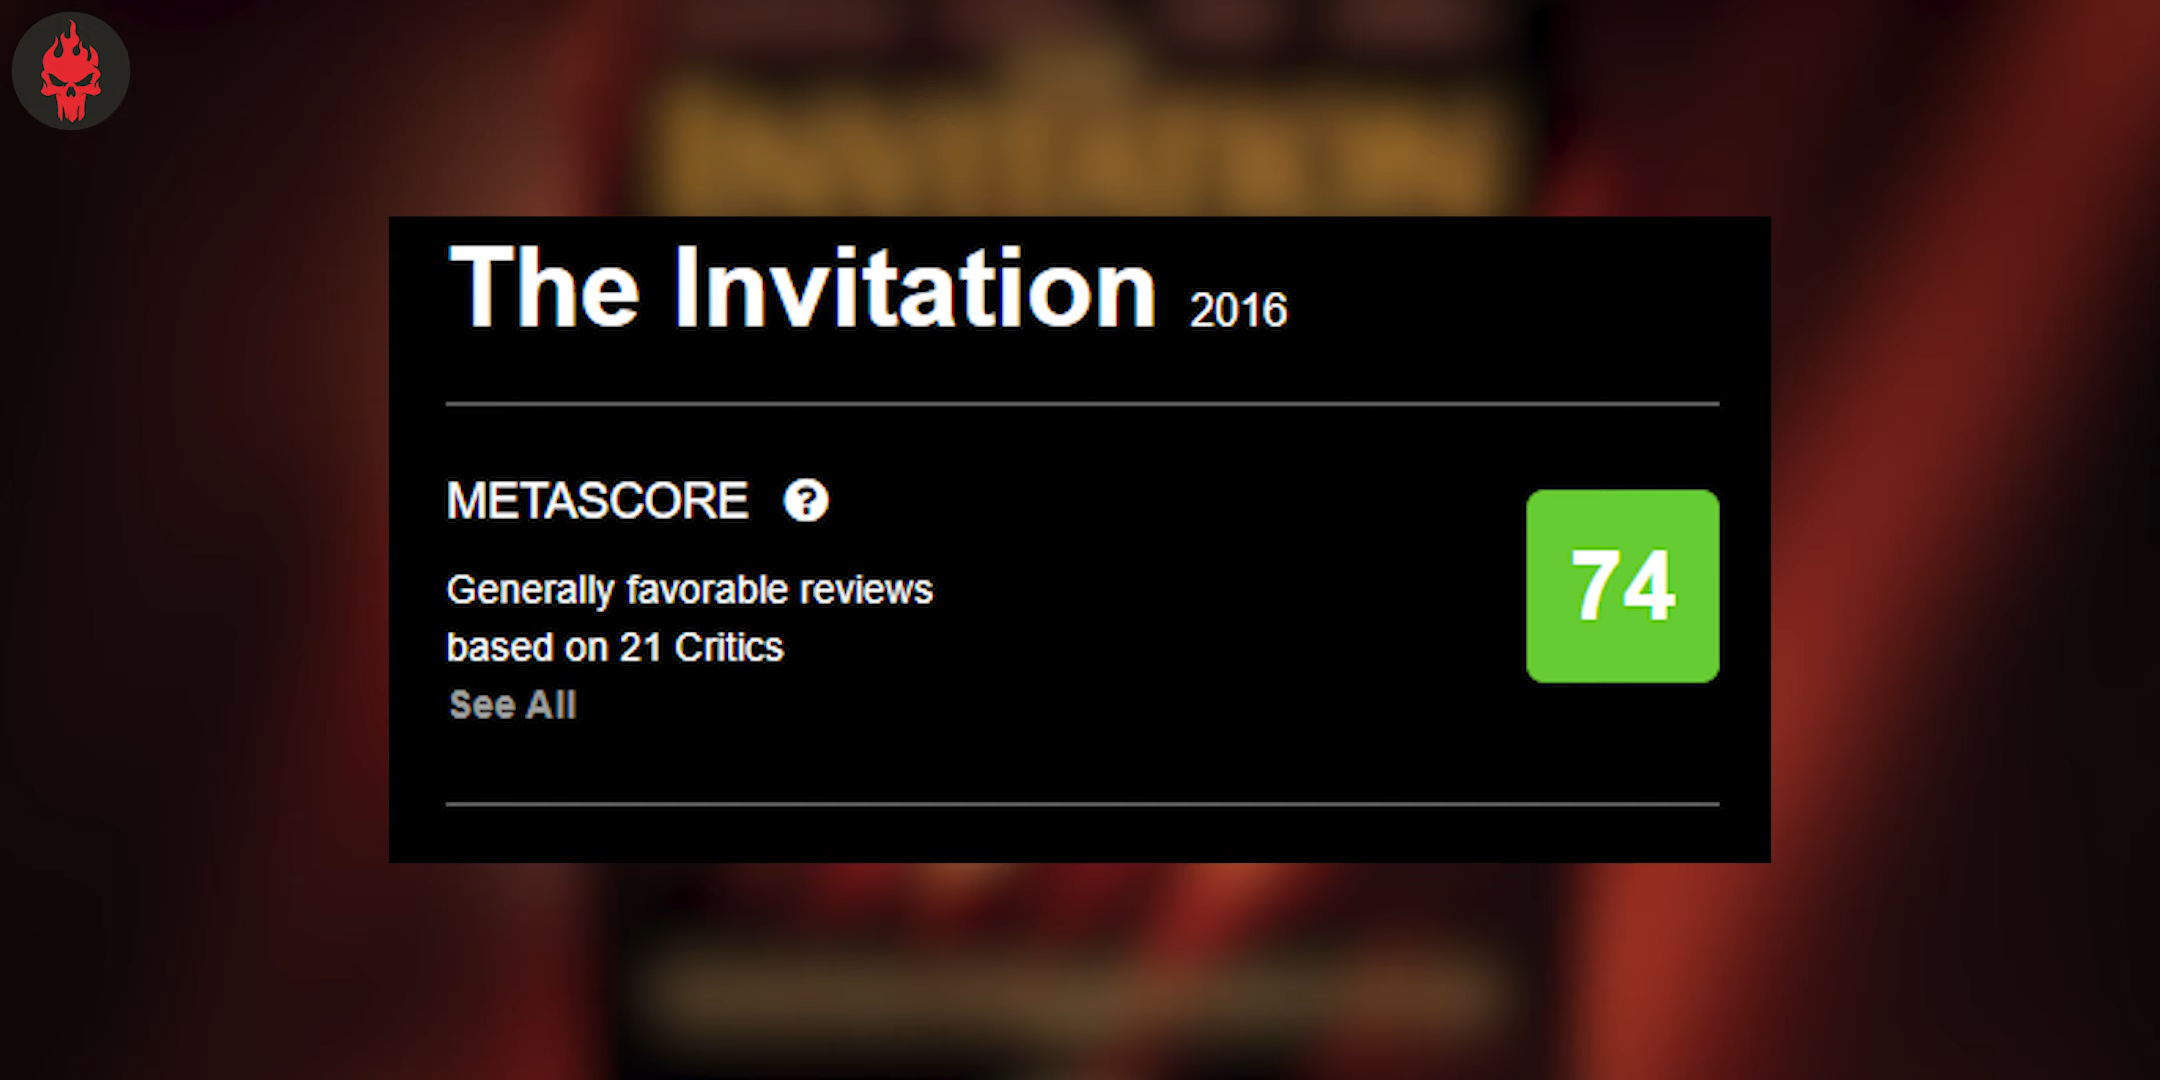 The Invitation 2016
METASCORE ?
Generally favorable reviews
based on 21 Critics
See All
74